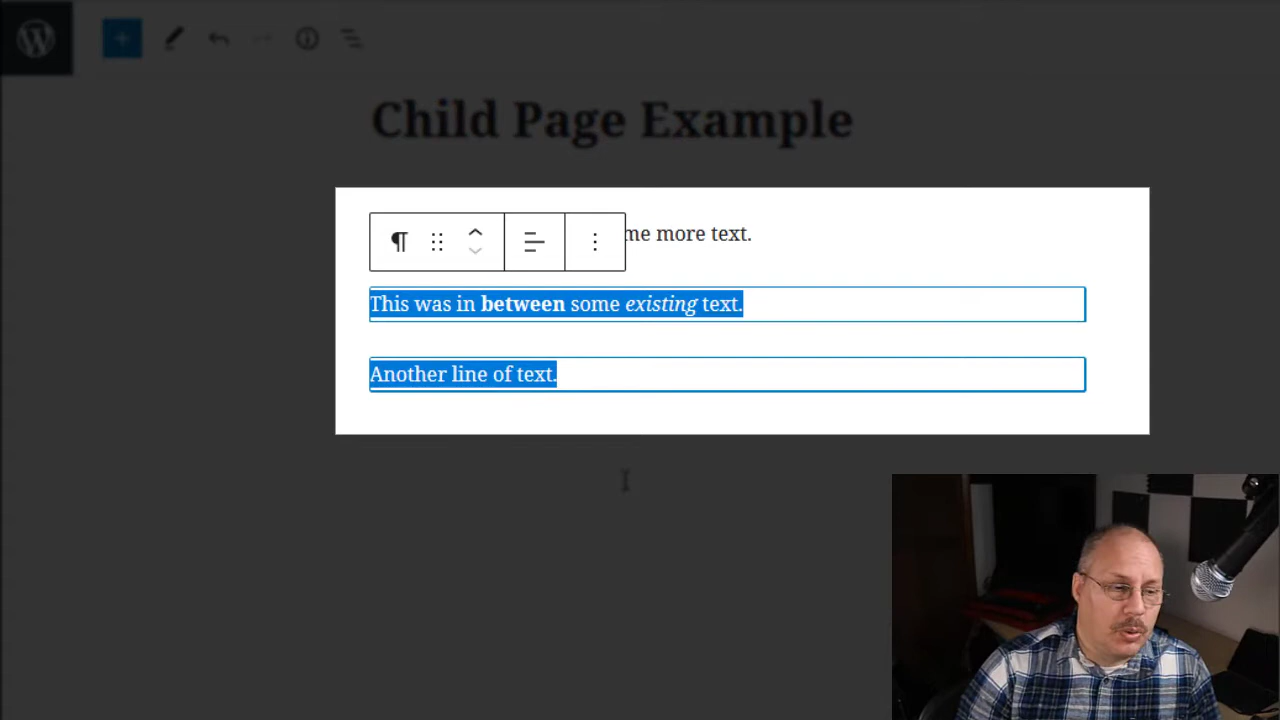 Child Page Example
me more text.
This was in between some existing text.
Another line of text.